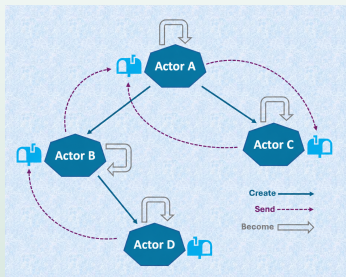 Actor A
Actor B
Actor C
Actor D
Create
Send
Become